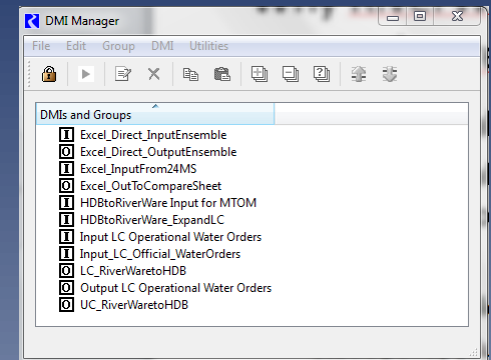 DMI Manager
File Edit Group DMI Utilities
DMIs and Groups
I Excel_Direct_InputEnsemble
O Excel_Direct_OutputEnsemble
I Excel_InputFrom24MS
O Excel_OutToCompareSheet
I HDBtoRiverWare Input for MTOM
I HDBtoRiverWare_ExpandLC
I Input LC Operational Water Orders
I Input_LC_Official_WaterOrders
O LC_RiverWaretoHDB
O Output LC Operational Water Orders
O UC_RiverWaretoHDB